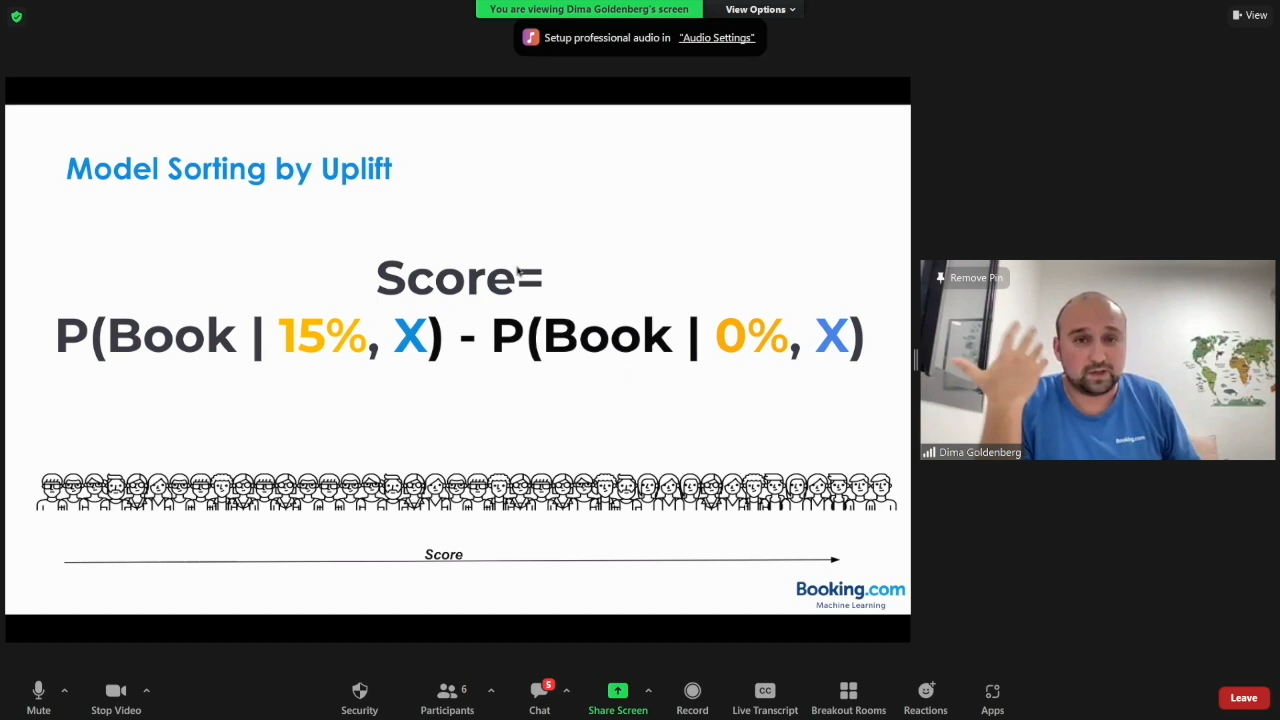 You are viewing Dima Goldenberg's screen
View Options
View
Setup professional audio in "Audio Settings"
Model Sorting by Uplift
Score=
P(Book | 15%, X) - P(Book | 0%, X)
Score
Booking.com
Machine Learning
Remove Pin
Booking.com
Dima Goldenberg
Mute
Stop Video
Security
Participants
6
Chat
5
Share Screen
Record
CC
Live Transcript
Breakout Rooms
Reactions
Apps
Leave